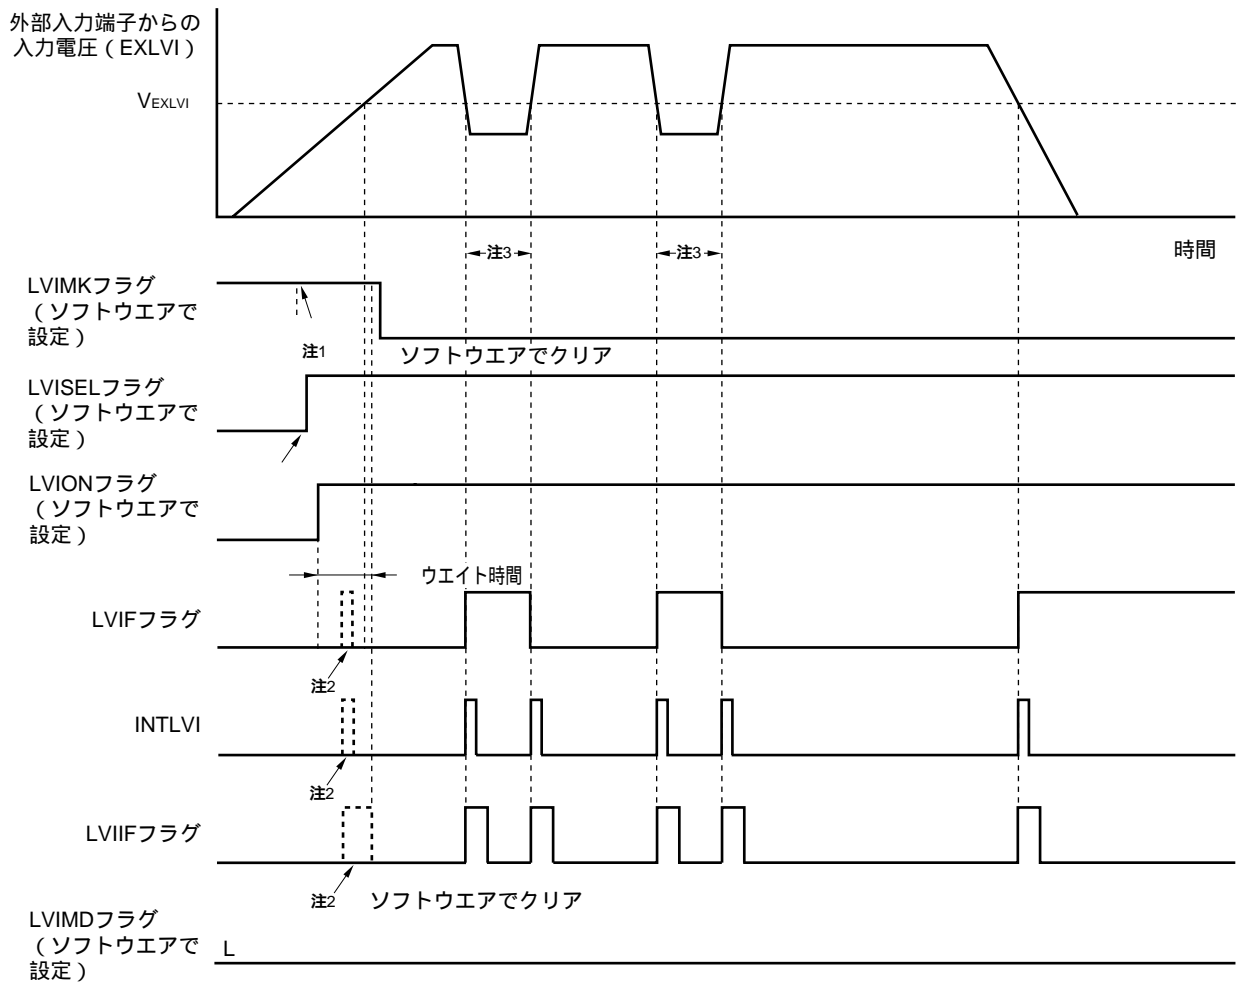 外部入力端子からの
入力電圧（EXLVI）
VEXLVI
注3
注3
時間
LVIMKフラグ
（ソフトウエアで
設定）
注1
ソフトウエアでクリア
LVISELフラグ
（ソフトウエアで
設定）
LVIONフラグ
（ソフトウエアで
設定）
ウエイト時間
LVIFフラグ
注2
INTLVI
注2
LVIIFフラグ
注2
ソフトウエアでクリア
LVIMDフラグ
（ソフトウエアで
設定）
L